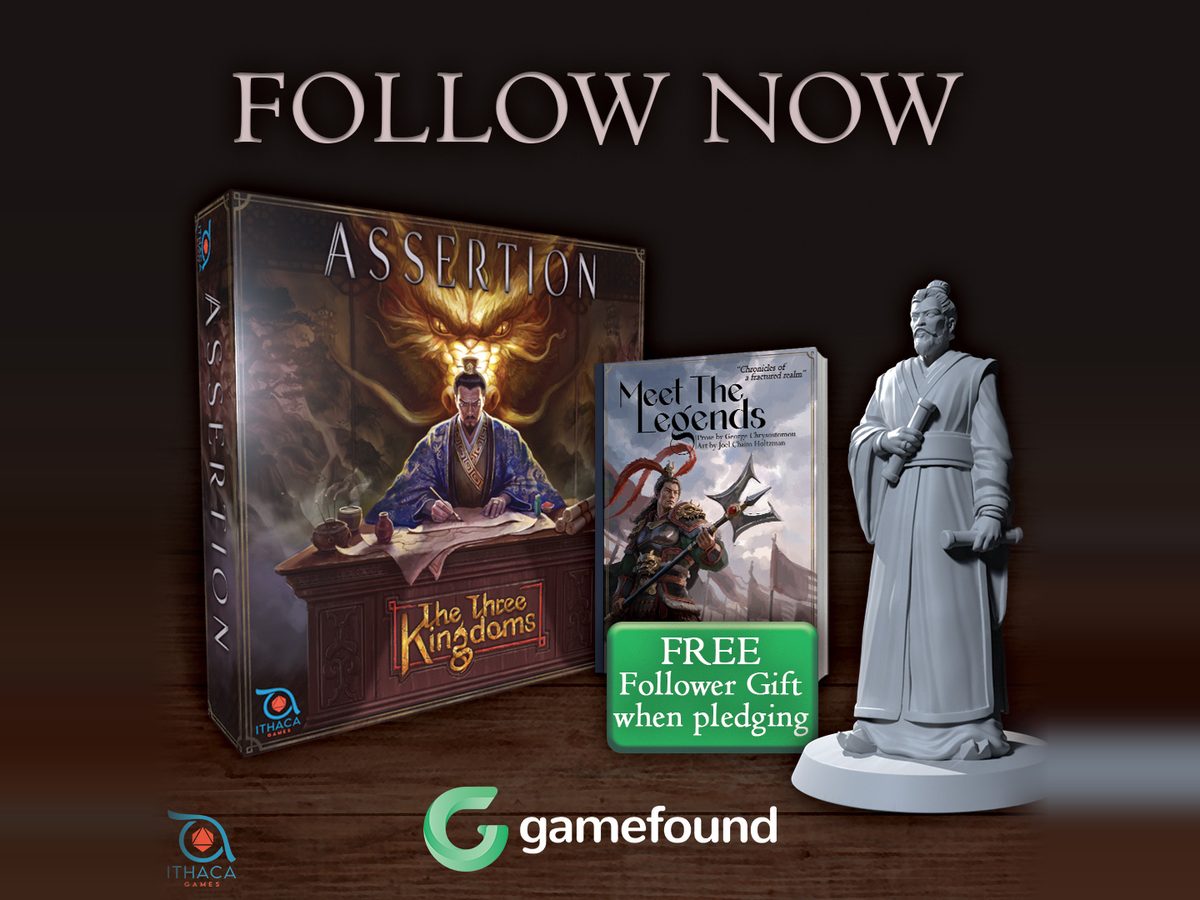 FOLLOW NOW
ASSERTION
ASSERTION
The Three
Kingdoms
ITHACA
GAMES
"Chronicles of
a fractured realm"
Meet The
Legends
Prose by George Chrysostomou
Art by Joel Chaim Holtzman
FREE
Follower Gift
when pledging
gamefound
ITHACA
GAMES